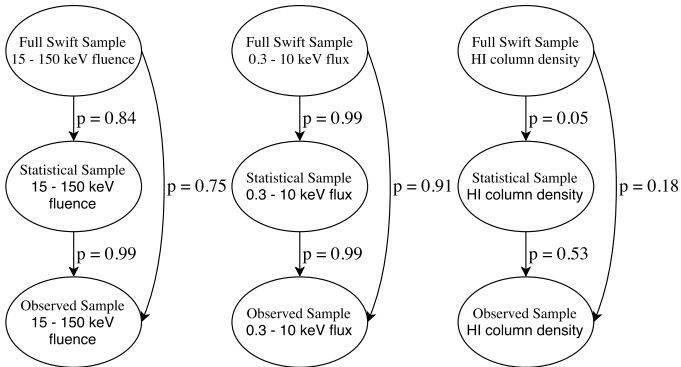 Full Swift Sample
15 - 150 keV fluence
p = 0.84
Statistical Sample
15 - 150 keV
fluence
p = 0.75
p = 0.99
Observed Sample
15 - 150 keV
fluence
Full Swift Sample
0.3 - 10 keV flux
p = 0.99
Statistical Sample
0.3 - 10 keV flux
p = 0.91
p = 0.99
Observed Sample
0.3 - 10 keV flux
Full Swift Sample
HI column density
p = 0.05
Statistical Sample
HI column density
p = 0.18
p = 0.53
Observed Sample
HI column density